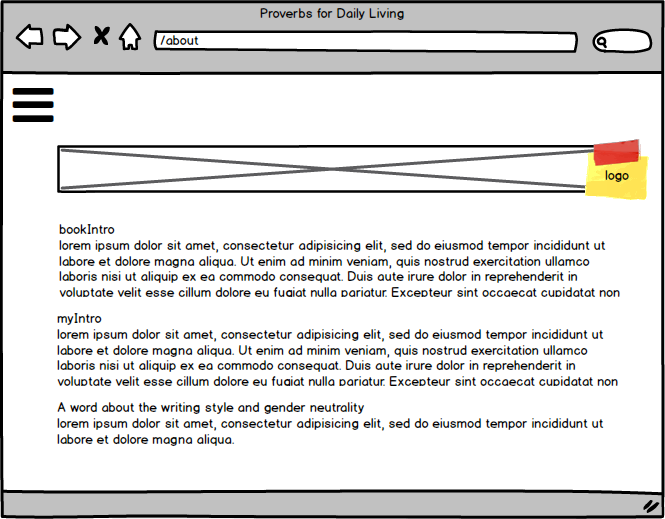 Proverbs for Daily Living
/about
logo
bookIntro
lorem ipsum dolor sit amet, consectetur adipisicing elit, sed do eiusmod tempor incididunt ut
labore et dolore magna aliqua. Ut enim ad minim veniam, quis nostrud exercitation ullamco
laboris nisi ut aliquip ex ea commodo consequat. Duis aute irure dolor in reprehenderit in
voluptate velit esse cillum dolore eu fugiat nulla pariatur. Excepteur sint occaecat cupidatat non
myIntro
lorem ipsum dolor sit amet, consectetur adipisicing elit, sed do eiusmod tempor incididunt ut
labore et dolore magna aliqua. Ut enim ad minim veniam, quis nostrud exercitation ullamco
laboris nisi ut aliquip ex ea commodo consequat. Duis aute irure dolor in reprehenderit in
voluptate velit esse cillum dolore eu fugiat nulla pariatur. Excepteur sint occaecat cupidatat non
A word about the writing style and gender neutrality
lorem ipsum dolor sit amet, consectetur adipisicing elit, sed do eiusmod tempor incididunt ut
labore et dolore magna aliqua.